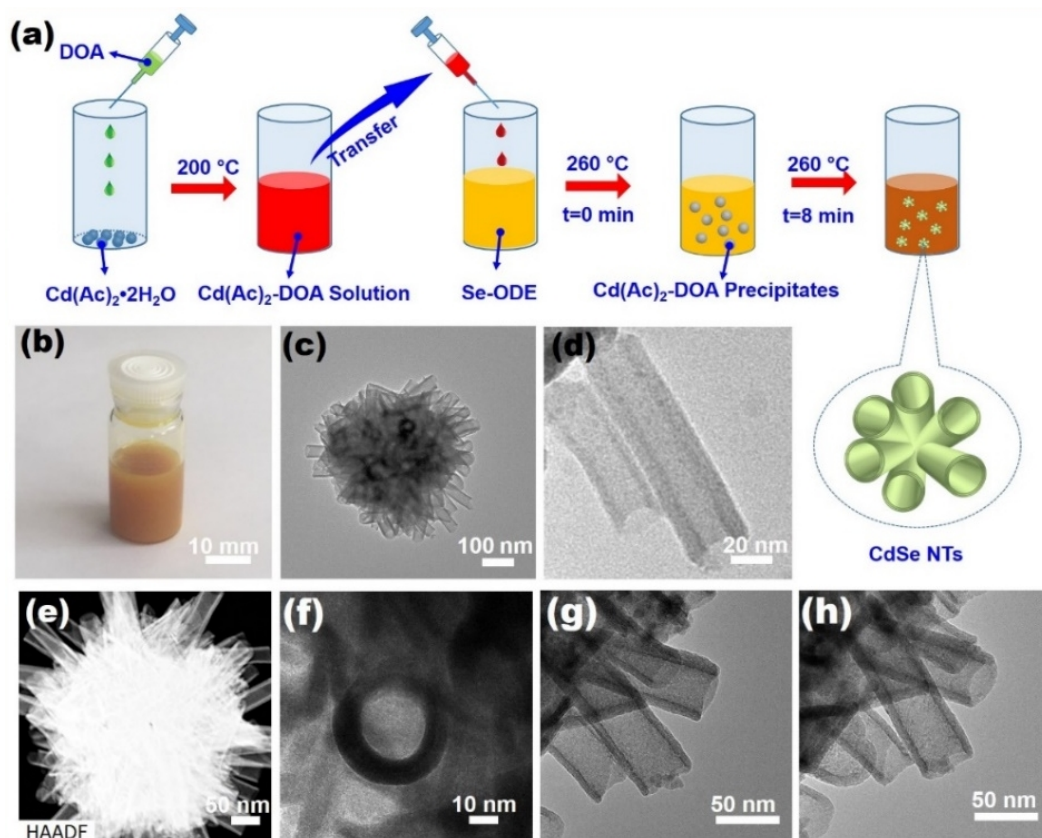 (a)
DOA
200 °C
Transfer
260 °C
t=0 min
260 °C
t=8 min
Cd(Ac)₂•2H₂O
Cd(Ac)₂-DOA Solution
Se-ODE
Cd(Ac)₂-DOA Precipitates
(b)
10 mm
(c)
100 nm
(d)
20 nm
CdSe NTs
(e)
50 nm
HAADF
(f)
10 nm
(g)
50 nm
(h)
50 nm